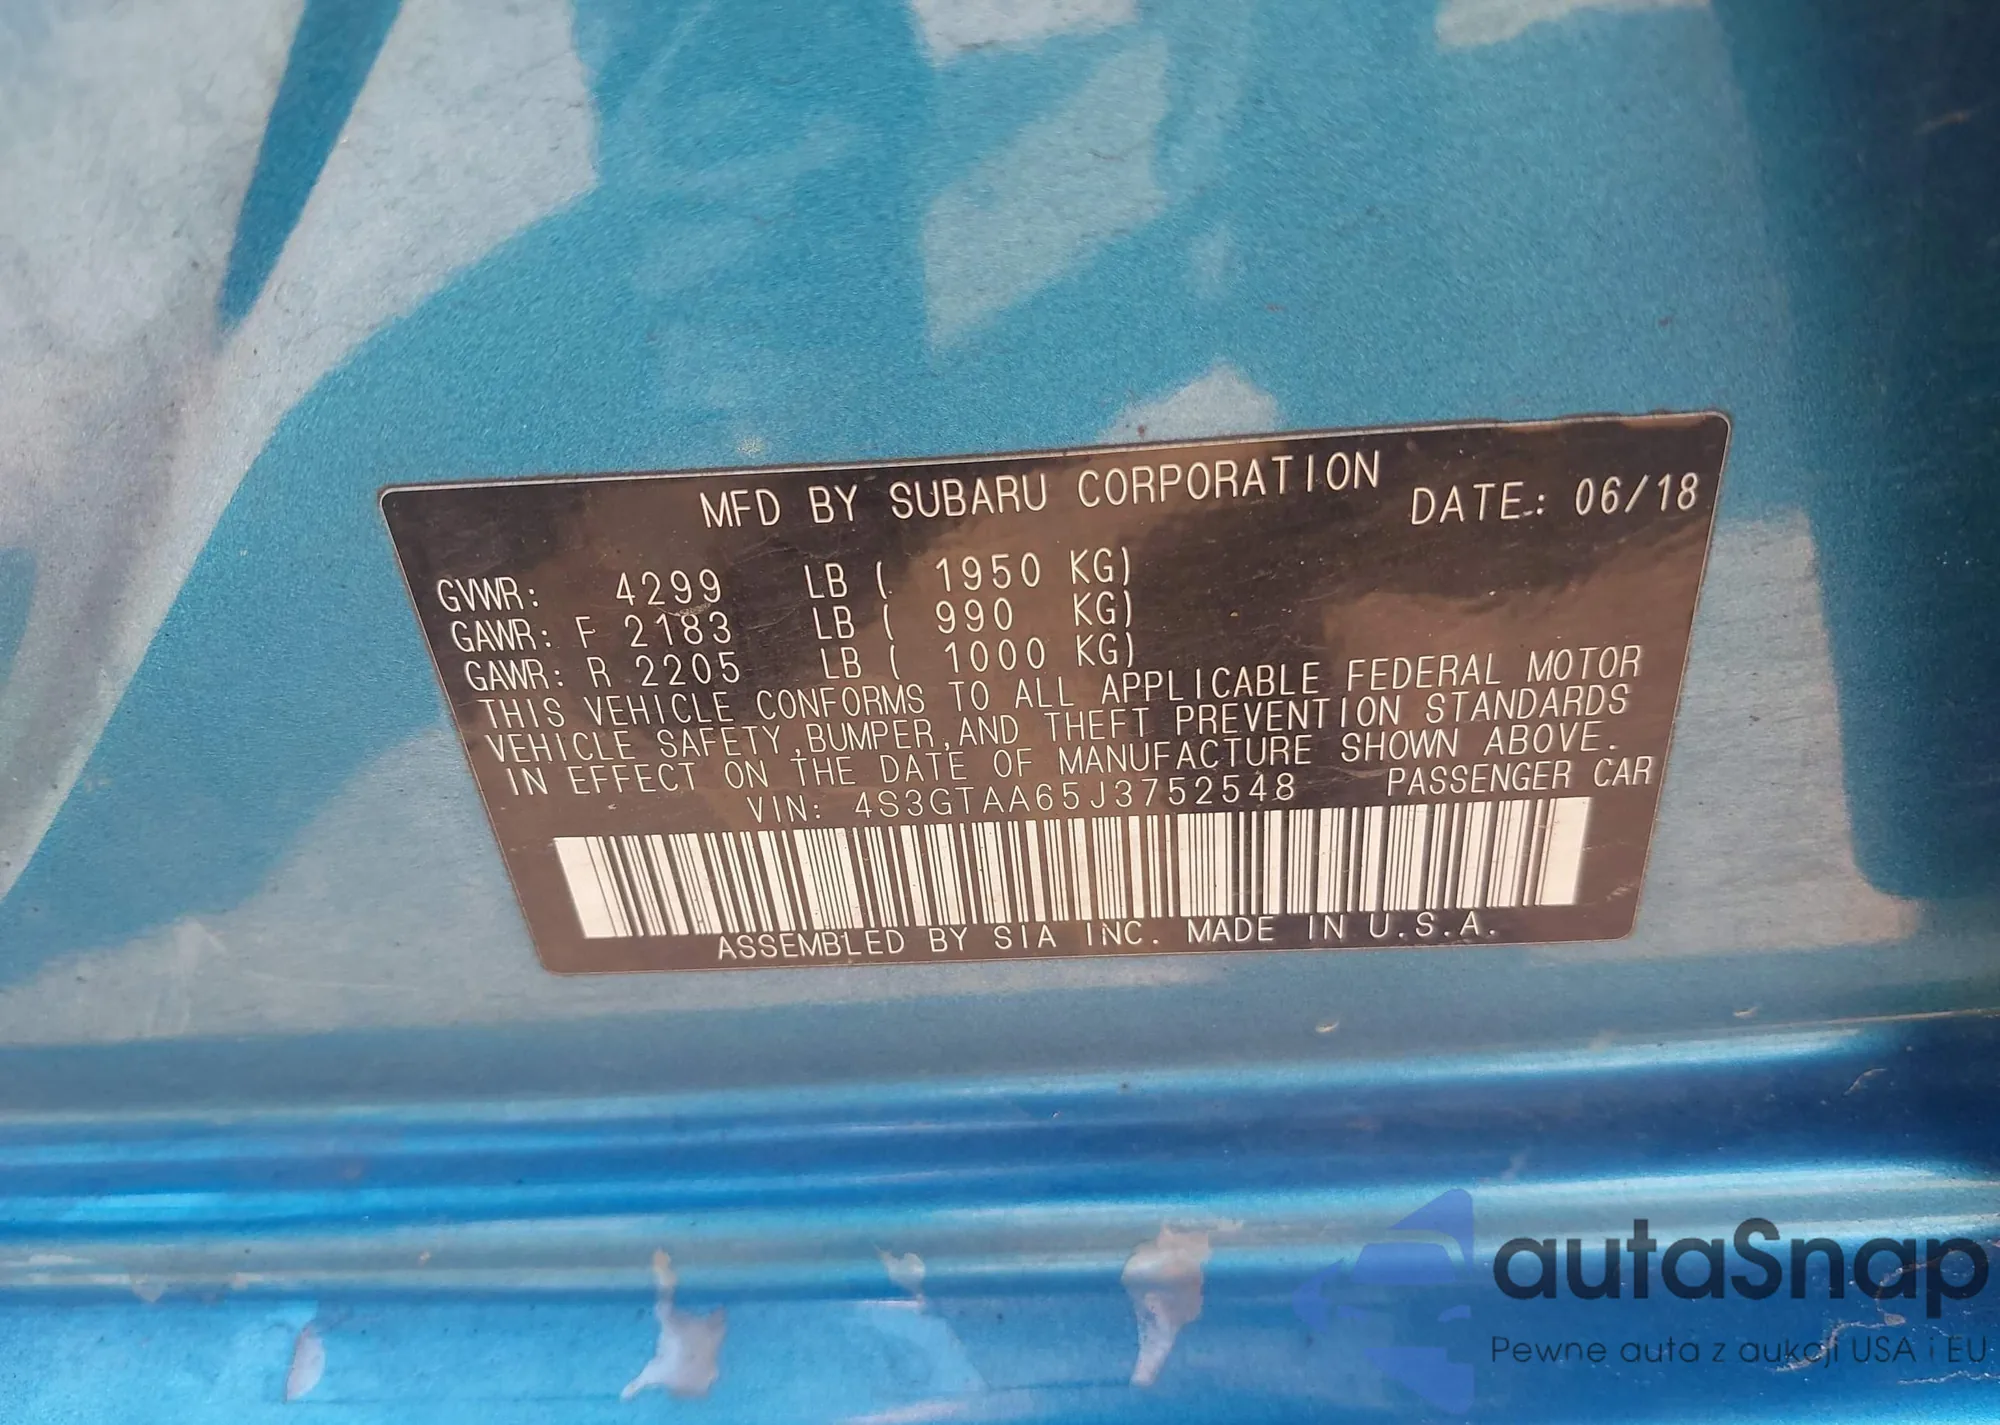 MFD BY SUBARU CORPORATION DATE: 06/18
GVWR: 4299 LB ( 1950 KG)
GAWR: F 2183 LB ( 990 KG)
GAWR: R 2205 LB ( 1000 KG)
THIS VEHICLE CONFORMS TO ALL APPLICABLE FEDERAL MOTOR
VEHICLE SAFETY,BUMPER,AND THEFT PREVENTION STANDARDS
IN EFFECT ON THE DATE OF MANUFACTURE SHOWN ABOVE.
VIN: 4S3GTAA65J3752548 PASSENGER CAR
ASSEMBLED BY SIA INC. MADE IN U.S.A.
autaSnap
Pewne auta z aukcji USA i EU